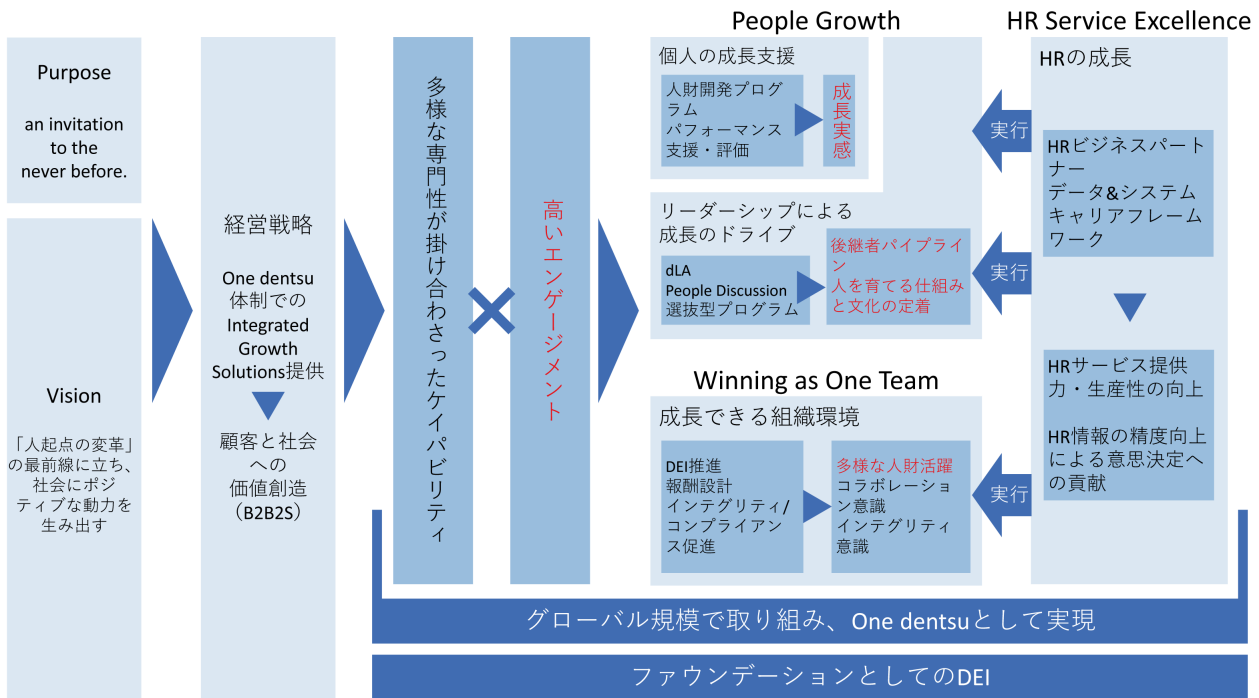 Purpose
an invitation
to the
never before.
Vision
「人起点の変革」
の最前線に立ち、
社会にポジ
ティブな動力を
生み出す
経営戦略
One dentsu
体制での
Integrated
Growth
Solutions提供
顧客と社会
への
価値創造
（B2B2S）
多様な専門性が掛け合わさったケイパビリティ
高いエンゲージメント
People Growth
個人の成長支援
人財開発プログ
ラム
パフォーマンス
支援・評価
成長実感
リーダーシップによる
成長のドライブ
dLA
People Discussion
選抜型プログラム
後継者パイプライ
ン
人を育てる仕組み
と文化の定着
Winning as One Team
成長できる組織環境
DEI推進
報酬設計
インテグリティ/
コンプライアン
ス促進
多様な人財活躍
コラボレーショ
ン意識
インテグリティ
意識
実行
実行
実行
HR Service Excellence
HRの成長
HRビジネスパート
ナー
データ&システム
キャリアフレーム
ワーク
HRサービス提供
力・生産性の向上
HR情報の精度向上
による意思決定へ
の貢献
グローバル規模で取り組み、One dentsuとして実現
ファウンデーションとしてのDEI